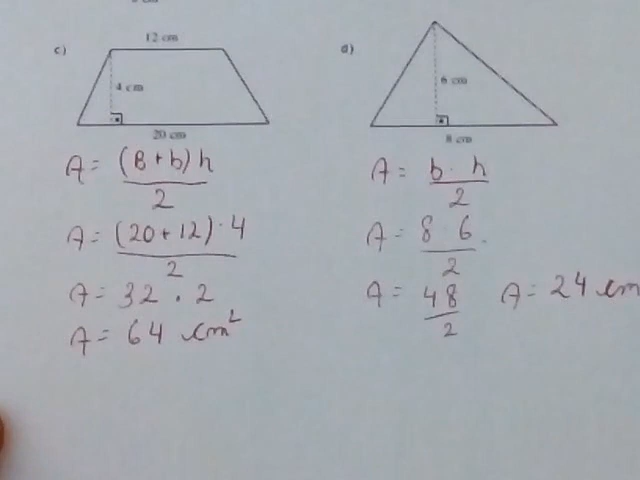 c)
12 cm
4 cm
20 cm
A = (B + b) h / 2
A = (20 + 12) · 4 / 2
A = 32 . 2
A = 64 cm²
d)
6 cm
8 cm
A = b · h / 2
A = 8 · 6 / 2
A = 48 / 2 A = 24 cm